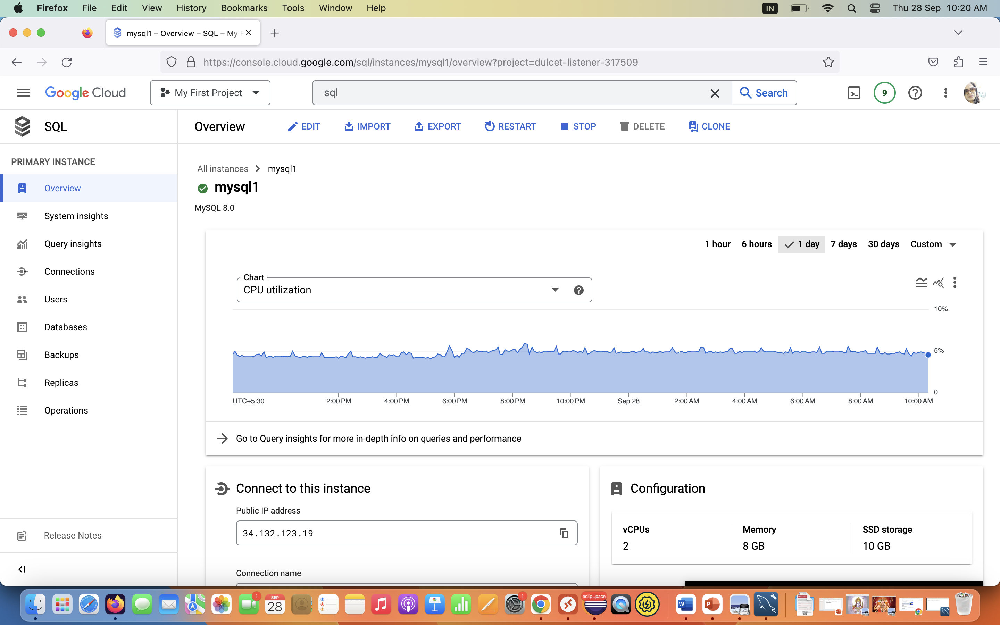 Firefox File Edit View History Bookmarks Tools Window Help IN Thu 28 Sep 10:20 AM
mysql1 – Overview – SQL – My
https://console.cloud.google.com/sql/instances/mysql1/overview?project=dulcet-listener-317509
Google Cloud My First Project sql Search 9
SQL Overview EDIT IMPORT EXPORT RESTART STOP DELETE CLONE
PRIMARY INSTANCE
Overview
System insights
Query insights
Connections
Users
Databases
Backups
Replicas
Operations
Release Notes
All instances mysql1
mysql1
MySQL 8.0
1 hour 6 hours 1 day 7 days 30 days Custom
Chart
CPU utilization
10%
5%
0
UTC+5:30 2:00 PM 4:00 PM 6:00 PM 8:00 PM 10:00 PM Sep 28 2:00 AM 4:00 AM 6:00 AM 8:00 AM 10:00 AM
Go to Query insights for more in-depth info on queries and performance
Connect to this instance
Public IP address
34.132.123.19
Connection name
Configuration
vCPUs Memory SSD storage
2 8 GB 10 GB
1 SEP 28 1 eclip...pace W P